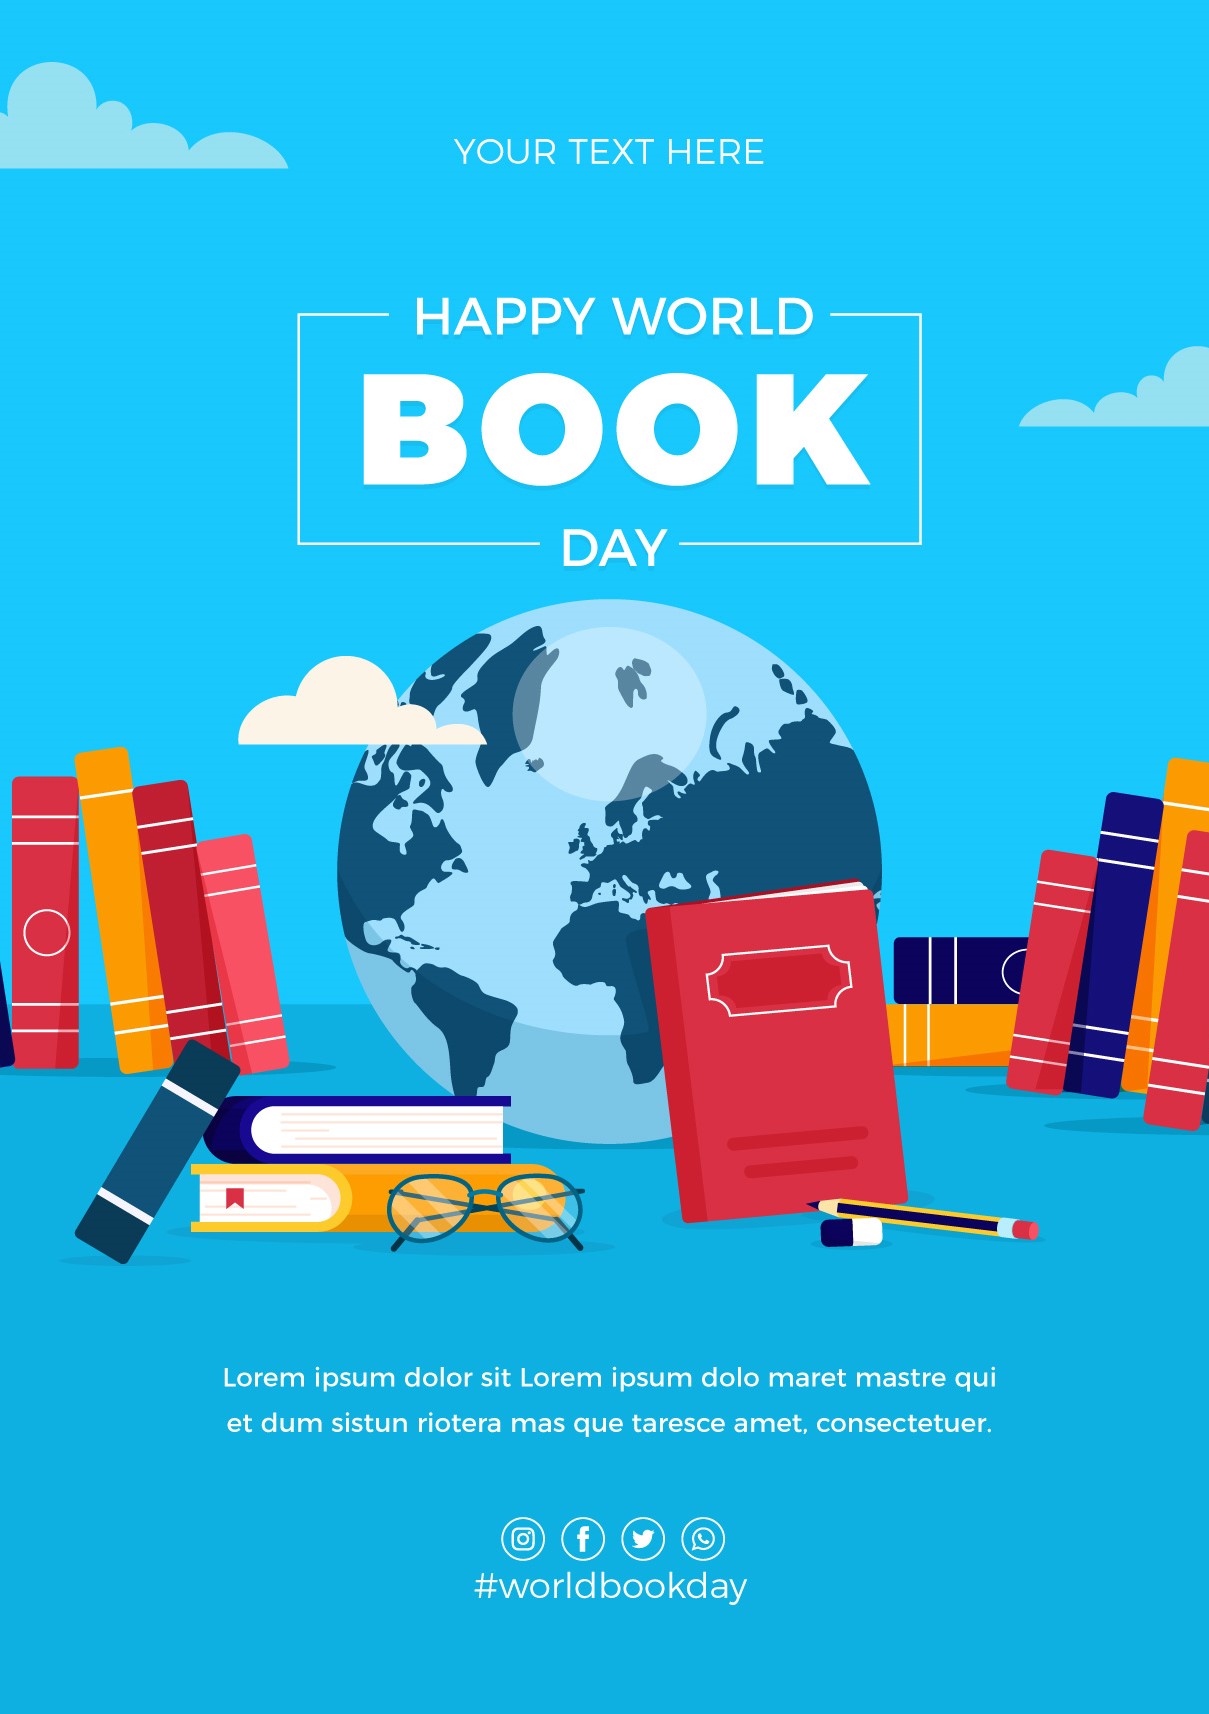 YOUR TEXT HERE
HAPPY WORLD
BOOK
DAY
Lorem ipsum dolor sit Lorem ipsum dolo maret mastre qui
et dum sistun riotera mas que taresce amet, consectetuer.
#worldbookday